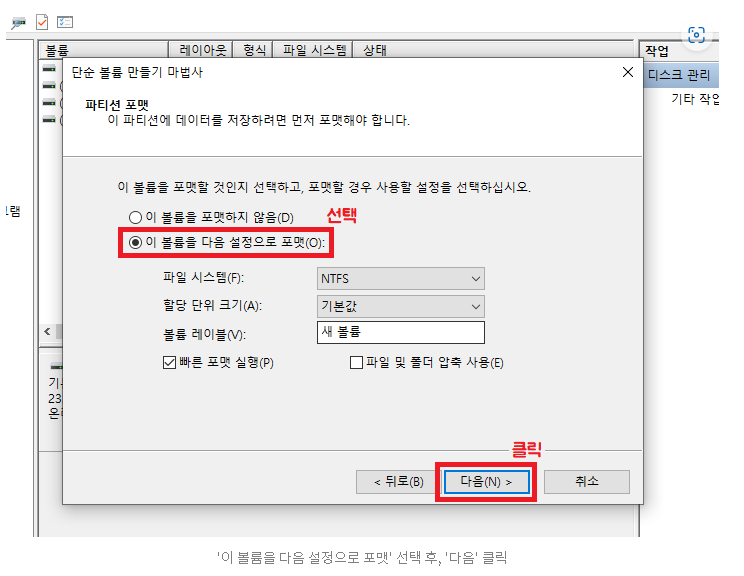 볼륨 레이아웃 형식 파일 시스템 상태 작업
단순 볼륨 만들기 마법사
디스크 관리
기타 작업
파티션 포맷
이 파티션에 데이터를 저장하려면 먼저 포맷해야 합니다.
이 볼륨을 포맷할 것인지 선택하고, 포맷할 경우 사용할 설정을 선택하십시오.
이 볼륨을 포맷하지 않음(D) 선택
이 볼륨을 다음 설정으로 포맷(O):
파일 시스템(F): NTFS
할당 단위 크기(A): 기본값
볼륨 레이블(V): 새 볼륨
빠른 포맷 실행(P) 파일 및 폴더 압축 사용(E)
23
클릭
< 뒤로(B) 다음(N) > 취소
'이 볼륨을 다음 설정으로 포맷' 선택 후, '다음' 클릭